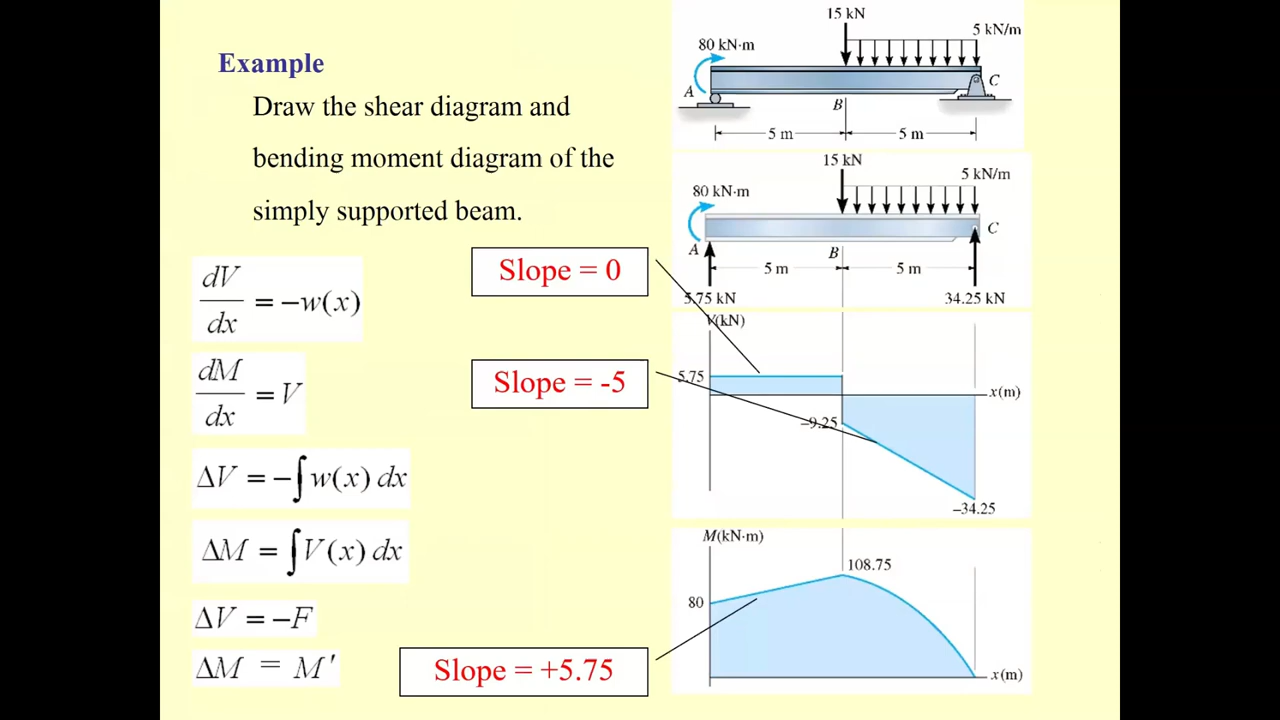 Example
Draw the shear diagram and
bending moment diagram of the
simply supported beam.
dV/dx = −w(x)
dM/dx = V
ΔV = −∫w(x) dx
ΔM = ∫V(x) dx
ΔV = −F
ΔM = M′
Slope = 0
Slope = -5
Slope = +5.75
15 kN
5 kN/m
80 kN·m
A
B
C
5 m
5 m
15 kN
5 kN/m
80 kN·m
A
B
C
5 m
5 m
5.75 kN
34.25 kN
V(kN)
5.75
x(m)
−9.25
−34.25
M(kN·m)
108.75
80
x(m)